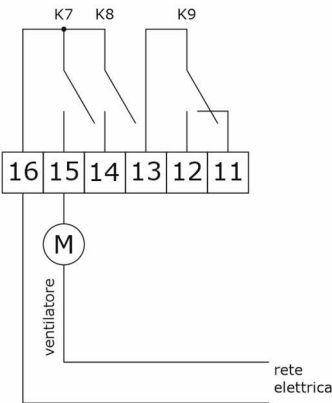 K7 K8 K9
16 15 14 13 12 11
M
ventilatore
rete
elettrica